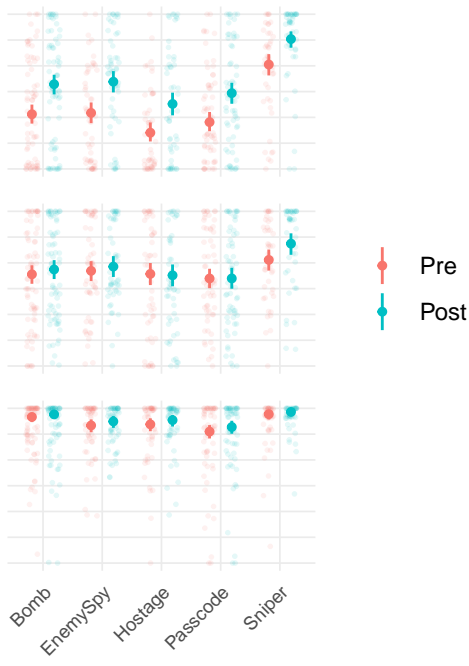 Pre
Post
Bomb
EnemySpy
Hostage
Passcode
Sniper